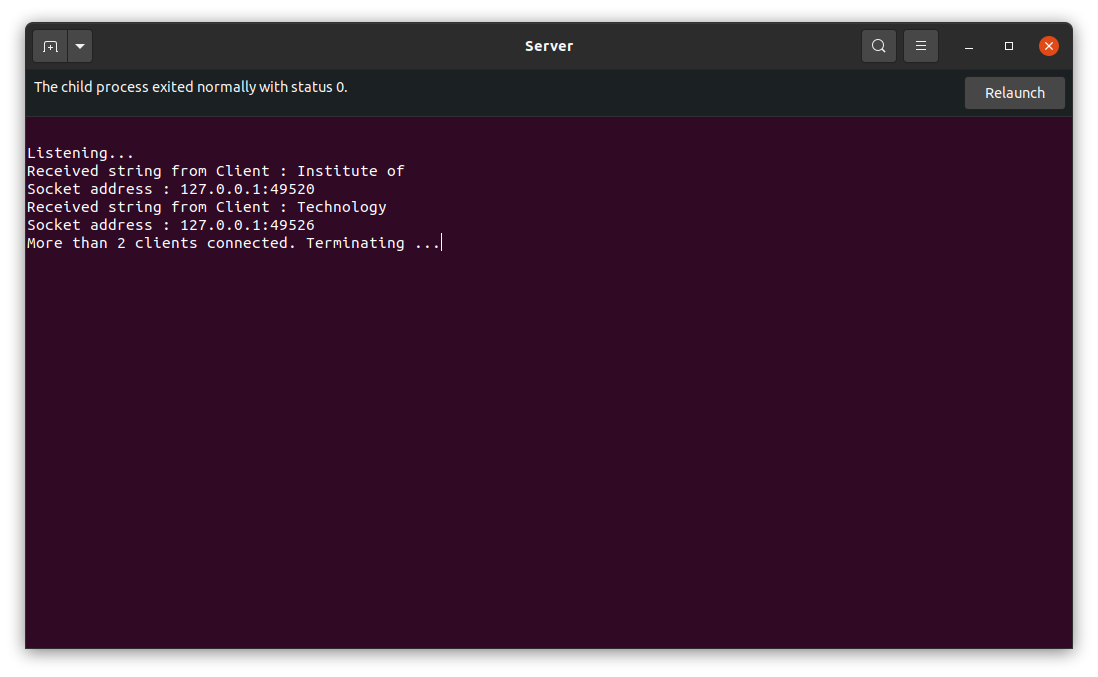 Server
The child process exited normally with status 0.
Relaunch
Listening...
Received string from Client : Institute of
Socket address : 127.0.0.1:49520
Received string from Client : Technology
Socket address : 127.0.0.1:49526
More than 2 clients connected. Terminating ...